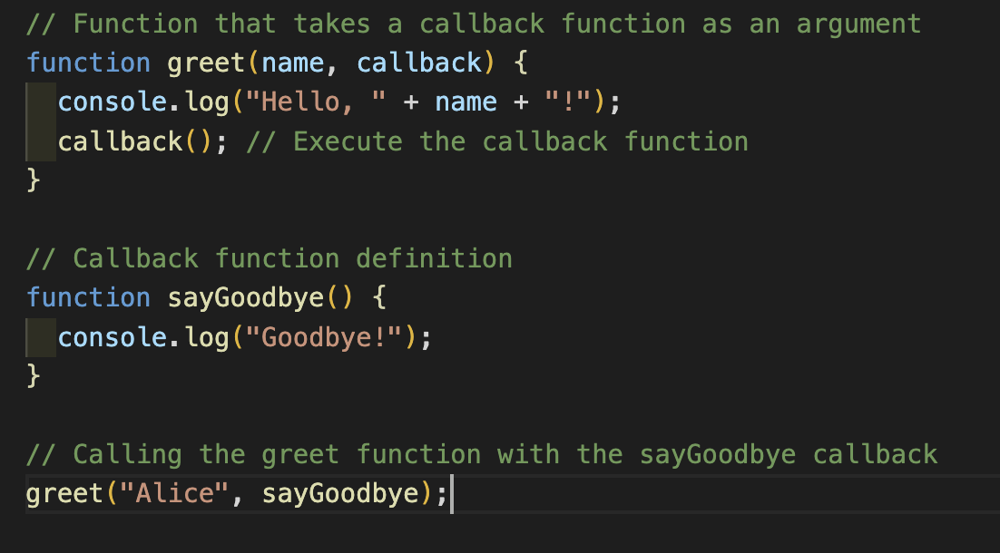 // Function that takes a callback function as an argument
function greet(name, callback) {
  console.log("Hello, " + name + "!");
  callback(); // Execute the callback function
}
// Callback function definition
function sayGoodbye() {
  console.log("Goodbye!");
}
// Calling the greet function with the sayGoodbye callback
greet("Alice", sayGoodbye);